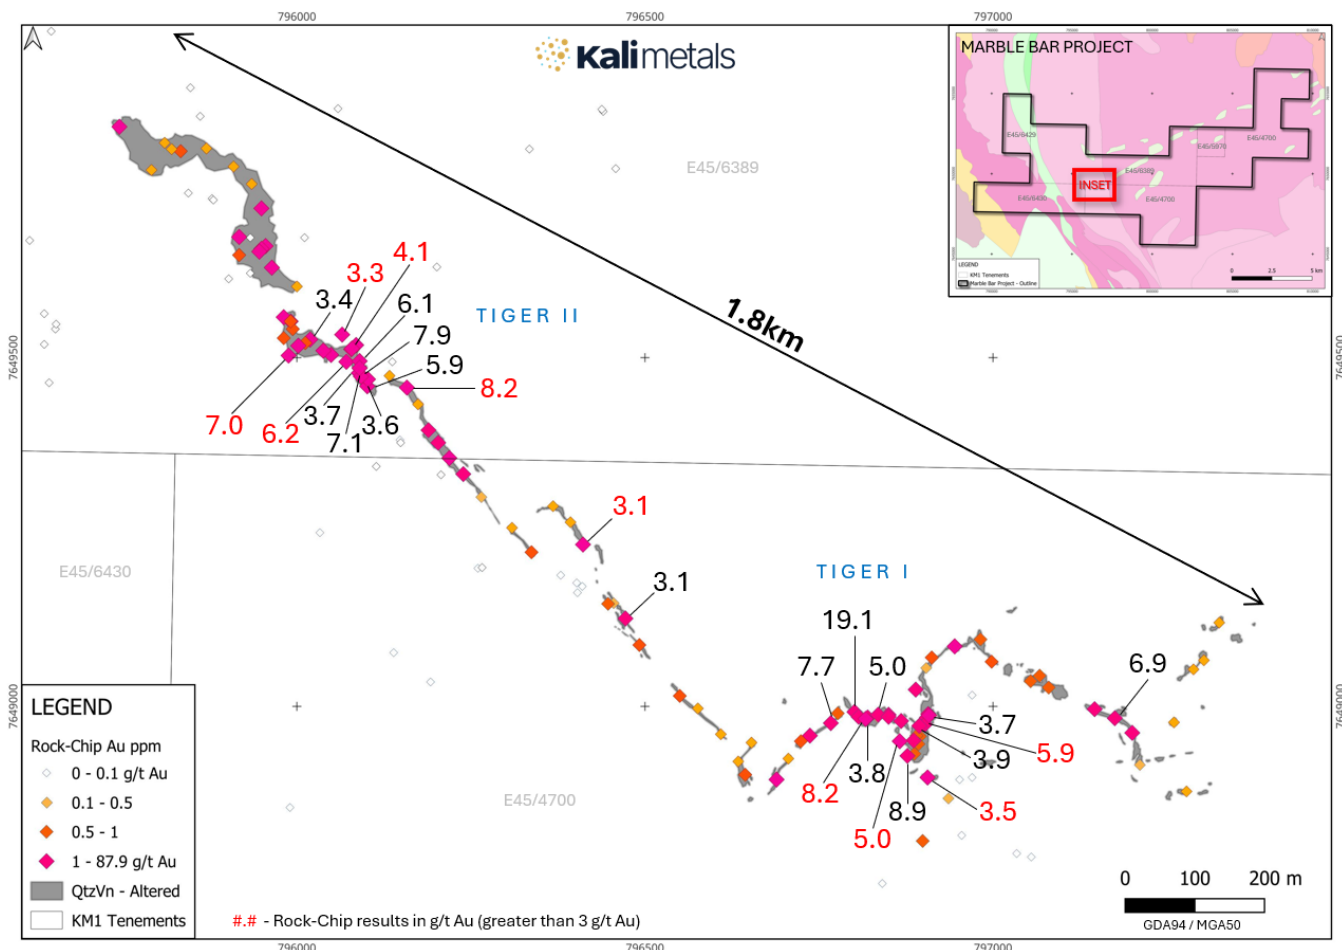 796000
796500
797000
Kalimetals
MARBLE BAR PROJECT
E45/6429
E45/4700
E45/5970
E45/6389
INSET
E45/6430
E45/4700
LEGEND
KM1 Tenements
Marble Bar Project - Outline
0 2.5 5 km
E45/6389
4.1
3.3
3.4
6.1
TIGER II
7.9
5.9
1.8km
7649500
7649500
8.2
7.0
6.2
3.7
7.1
3.6
3.1
E45/6430
TIGER I
3.1
19.1
7.7
5.0
6.9
7649000
7649000
3.7
5.9
3.9
3.8
8.2
8.9
3.5
5.0
E45/4700
LEGEND
Rock-Chip Au ppm
0 - 0.1 g/t Au
0.1 - 0.5
0.5 - 1
1 - 87.9 g/t Au
QtzVn - Altered
KM1 Tenements
#.# - Rock-Chip results in g/t Au (greater than 3 g/t Au)
0 100 200 m
GDA94 / MGA50
796000
796500
797000